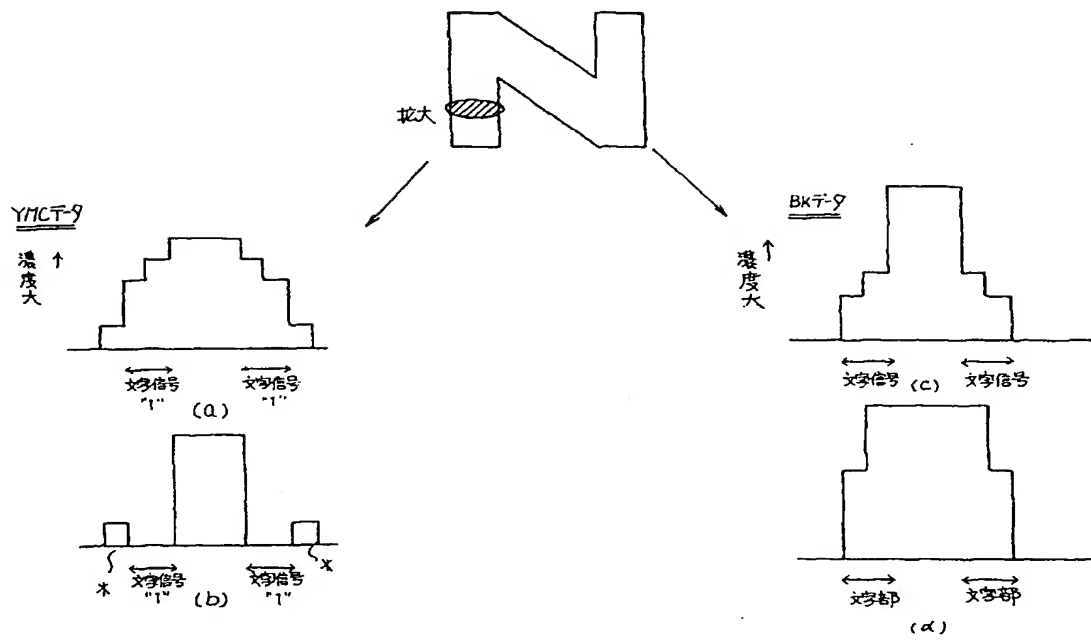 拡大
YMCデータ
濃度大 ↑
文字信号 "1"
文字信号 "1"
(a)
*
文字信号 "1"
文字信号 "1"
*
(b)
BKデータ
濃度大 ↑
文字信号
文字信号
(c)
文字部
文字部
(d)